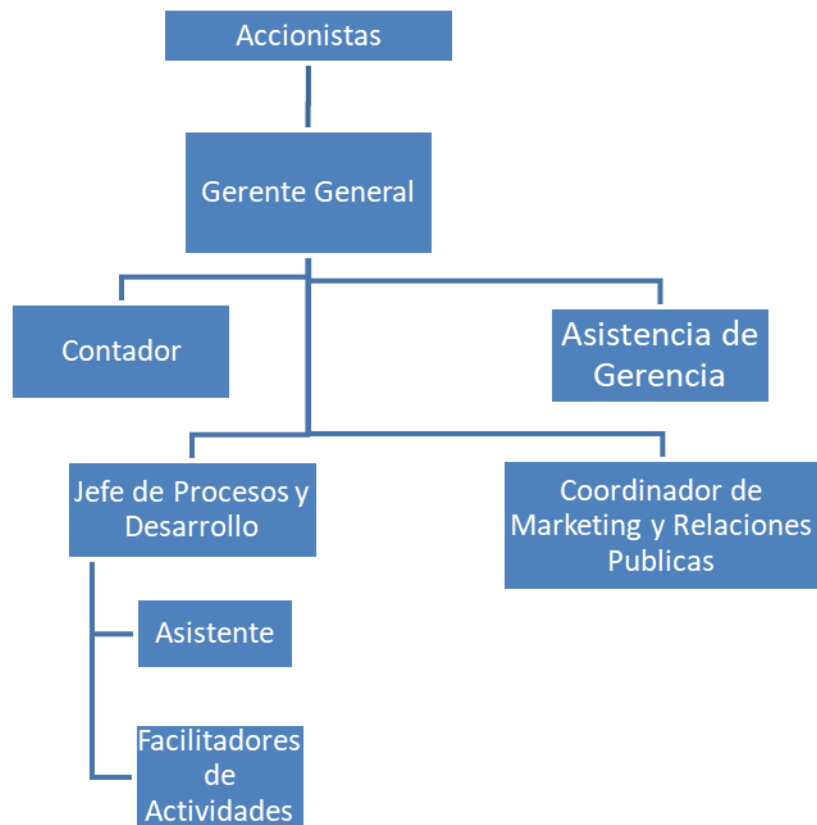 Accionistas
Gerente General
Contador
Asistencia de
Gerencia
Jefe de Procesos y
Desarrollo
Coordinador de
Marketing y Relaciones
Publicas
Asistente
Facilitadores
de
Actividades